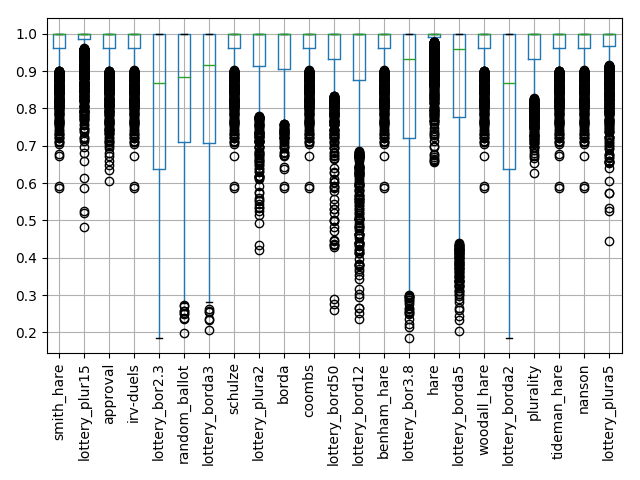 1.0
0.9
0.8
0.7
0.6
0.5
0.4
0.3
0.2
smith_hare
lottery_plur15
approval
irv-duels
lottery_bor2.3
random_ballot
lottery_borda3
schulze
lottery_plura2
borda
coombs
lottery_bord50
lottery_bord12
benham_hare
lottery_bor3.8
hare
lottery_borda5
woodall_hare
lottery_borda2
plurality
tideman_hare
nanson
lottery_plura5